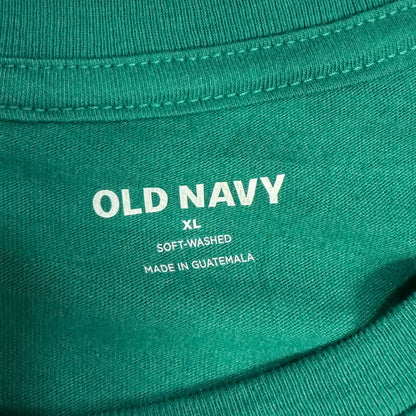 OLD NAVY
XL
SOFT-WASHED
MADE IN GUATEMALA